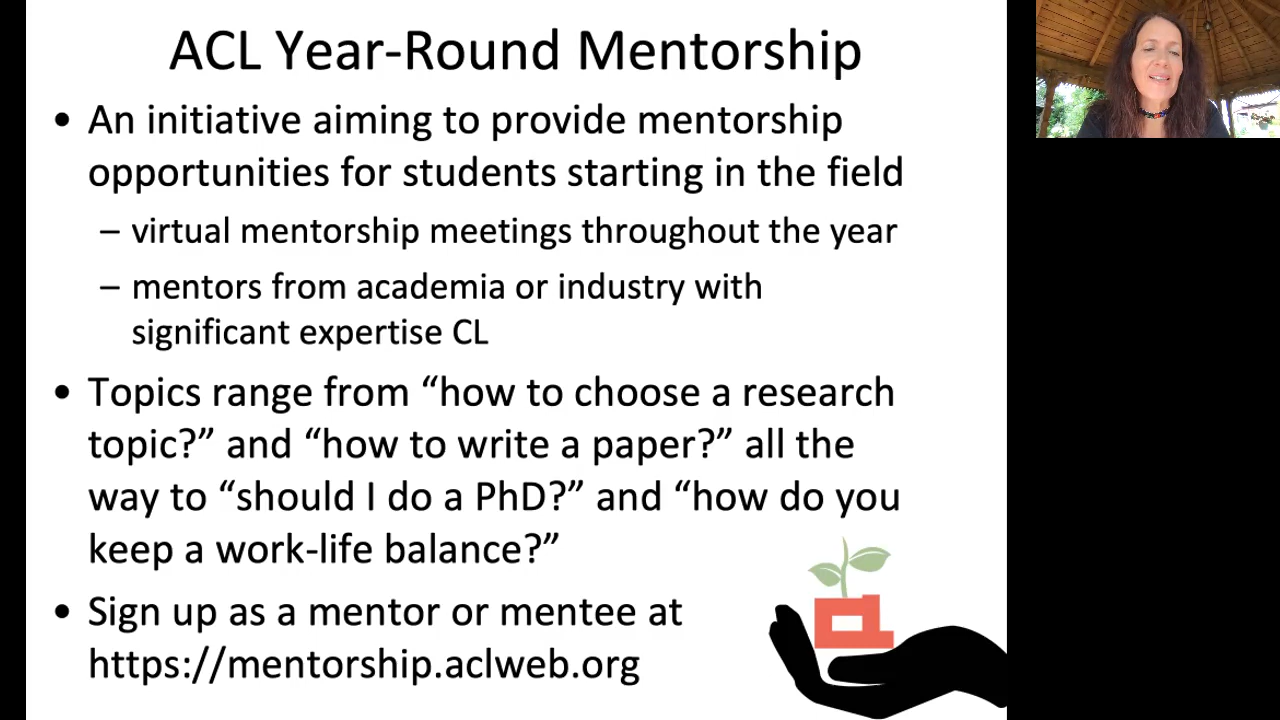 ACL Year-Round Mentorship
• An initiative aiming to provide mentorship
opportunities for students starting in the field
– virtual mentorship meetings throughout the year
– mentors from academia or industry with
significant expertise CL
• Topics range from “how to choose a research
topic?” and “how to write a paper?” all the
way to “should I do a PhD?” and “how do you
keep a work-life balance?”
• Sign up as a mentor or mentee at
https://mentorship.aclweb.org